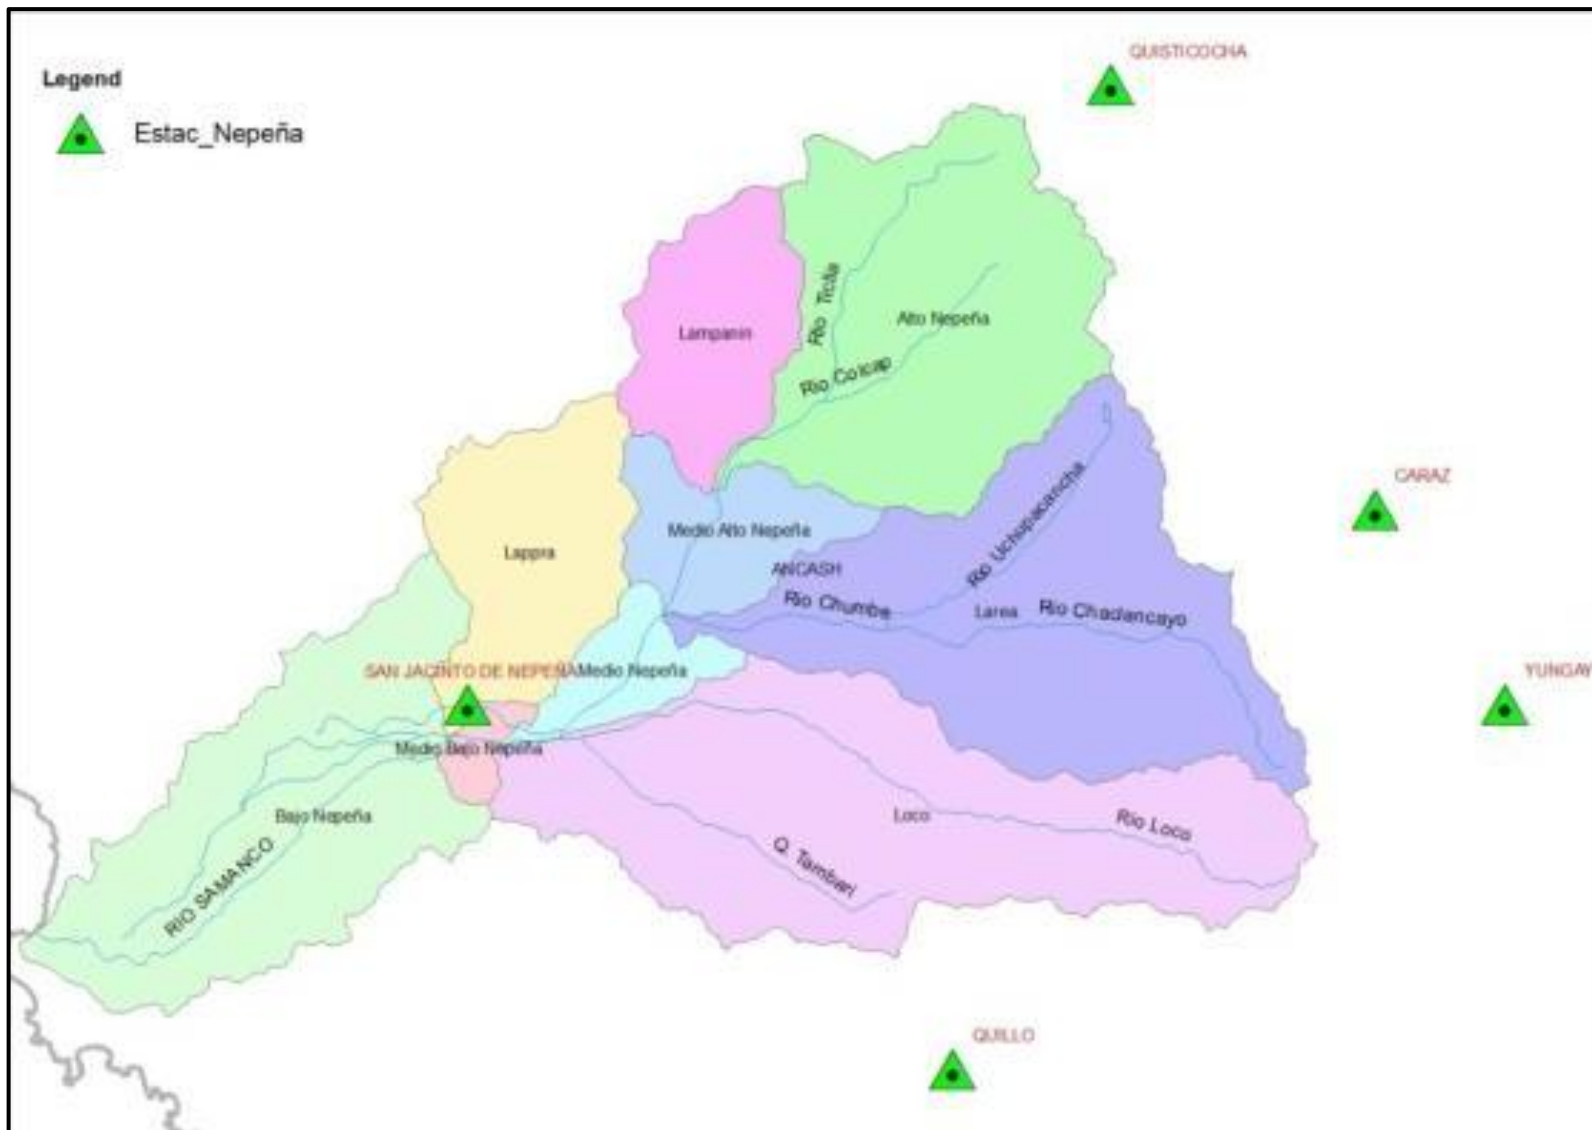 QUISTICOCHA
Legend
Estac_Nepeña
Rio Ticlla
Alto Nepeña
Lampanin
Rio Colcap
CARAZ
Rio Uchupacancha
Medio Alto Nepeña
Lappra
ANCASH
Rio Chumbe
Larea
Rio Chaclancayo
SAN JACINTO DE NEPEÑA
Medio Nepeña
YUNGAY
Medio Bajo Nepeña
Bajo Nepeña
Loco
Rio Loco
Q. Tambari
RIO SAMANCO
QUILLO